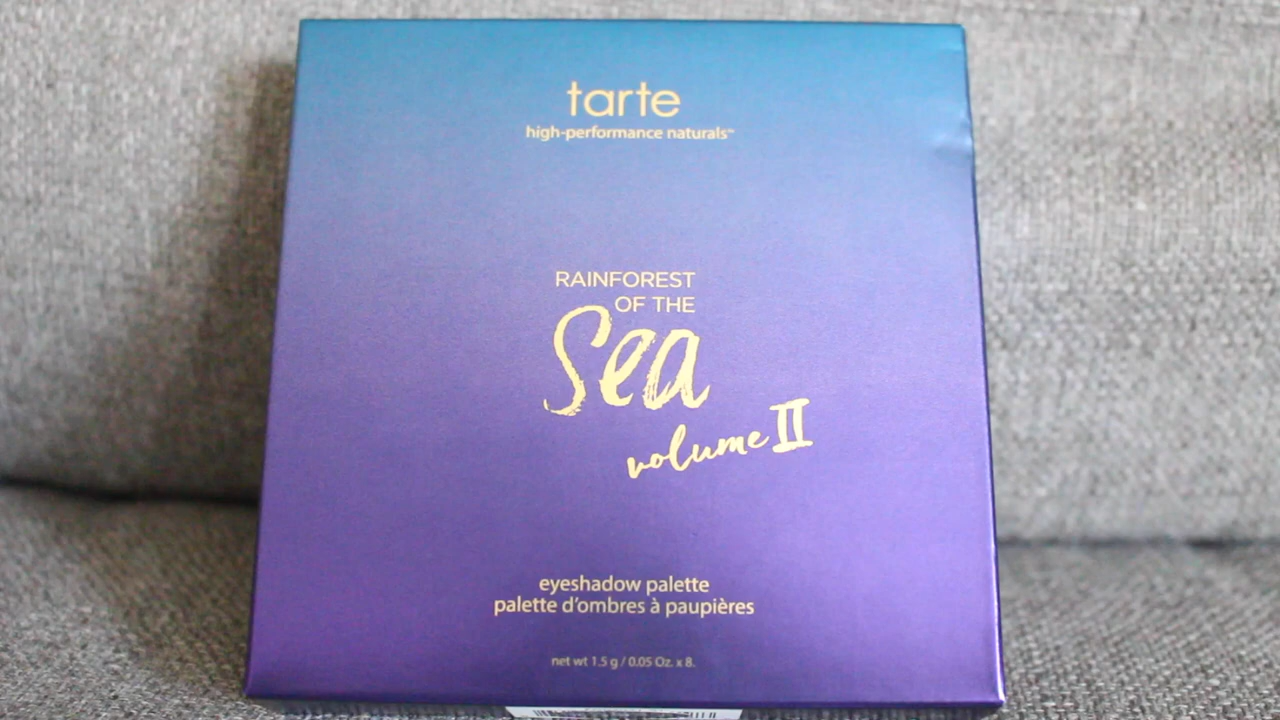 tarte
high-performance naturals™
RAINFOREST
OF THE
Sea
volume II
eyeshadow palette
palette d'ombres à paupières
net wt 1.5 g / 0.05 Oz. x 8.